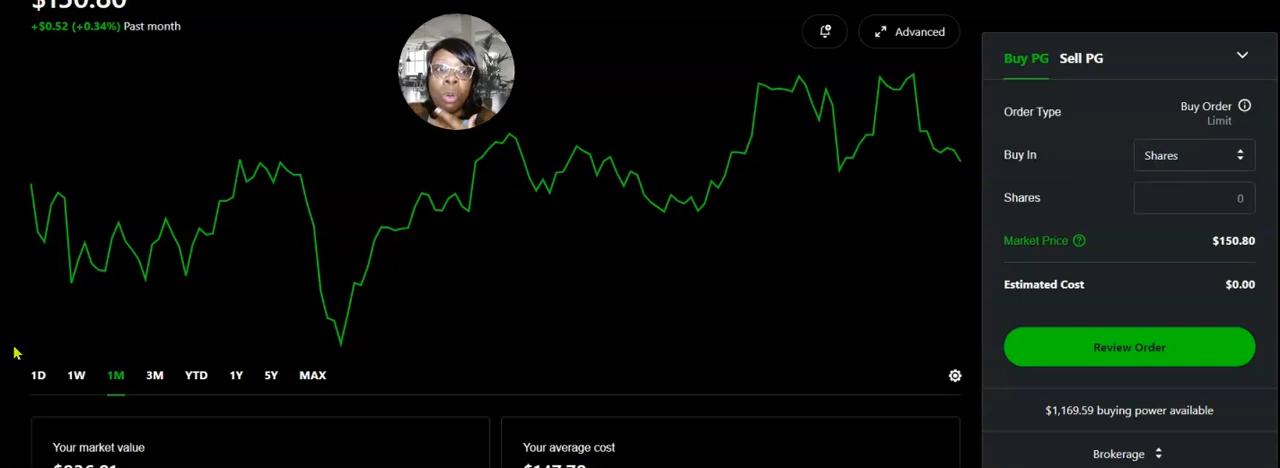 $150.80
+$0.52 (+0.34%) Past month
Advanced
1D 1W 1M 3M YTD 1Y 5Y MAX
Your market value
Your average cost
Buy PG Sell PG
Order Type Buy Order
Limit
Buy In Shares
Shares 0
Market Price $150.80
Estimated Cost $0.00
Review Order
$1,169.59 buying power available
Brokerage